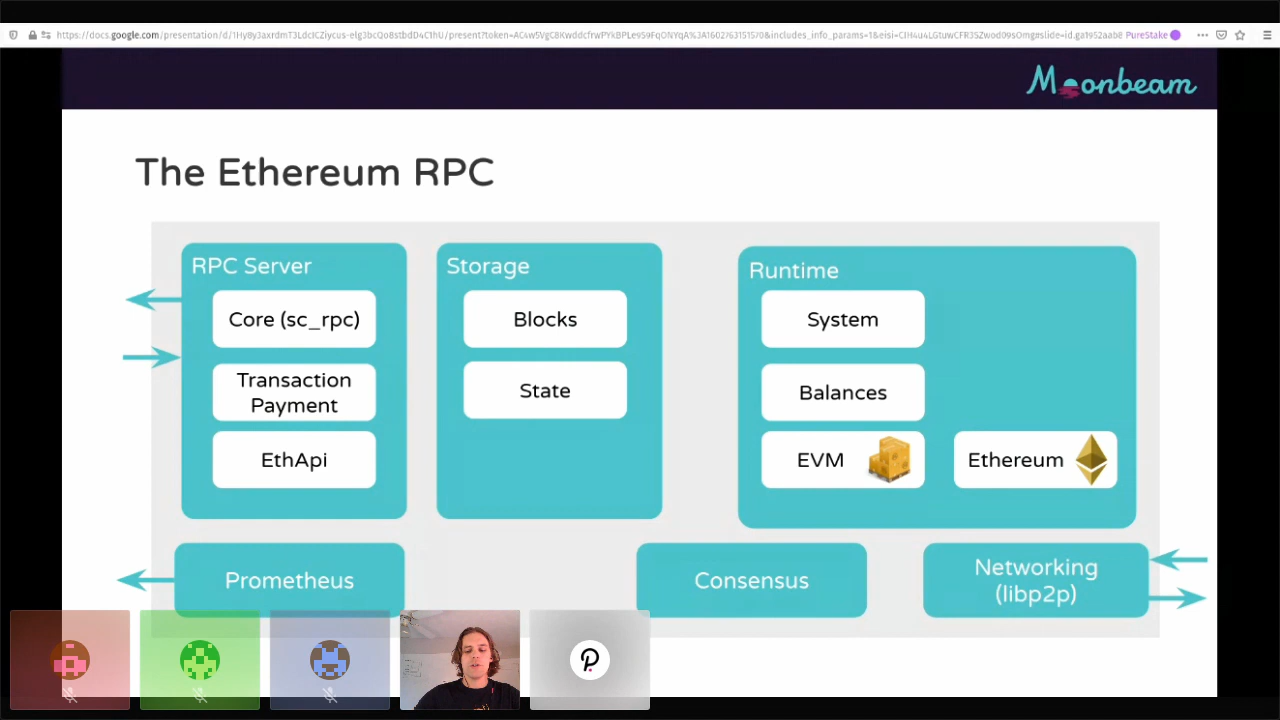 Moonbeam
The Ethereum RPC
RPC Server
Core (sc_rpc)
Transaction
Payment
EthApi
Storage
Blocks
State
Runtime
System
Balances
EVM
Ethereum
Prometheus
Consensus
Networking
(libp2p)
PureStake